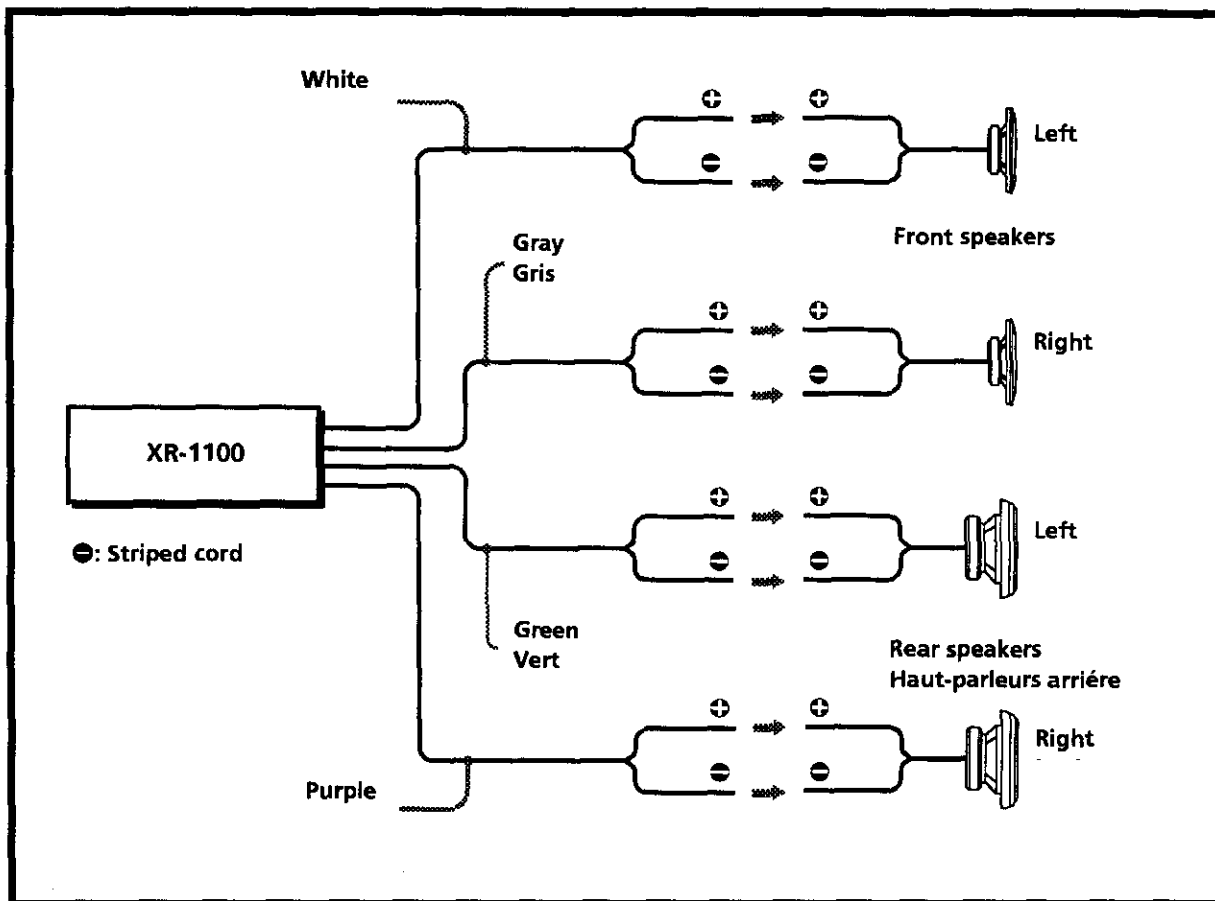 White
⊕ ⊕
Left
⊖ ⊖
Front speakers
Gray
Gris
⊕ ⊕
Right
⊖ ⊖
XR-1100
⊖: Striped cord
⊕ ⊕
Left
⊖ ⊖
Green
Vert
Rear speakers
Haut-parleurs arriére
⊕ ⊕
Right
⊖ ⊖
Purple